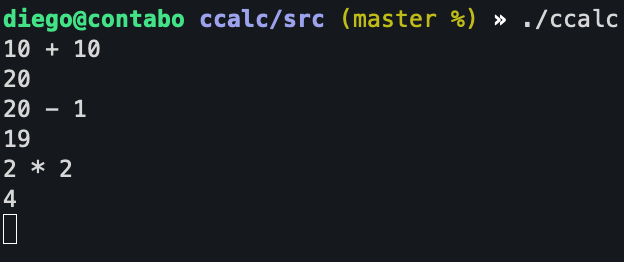 diego@contabo ccalc/src (master %) » ./ccalc
10 + 10
20
20 - 1
19
2 * 2
4